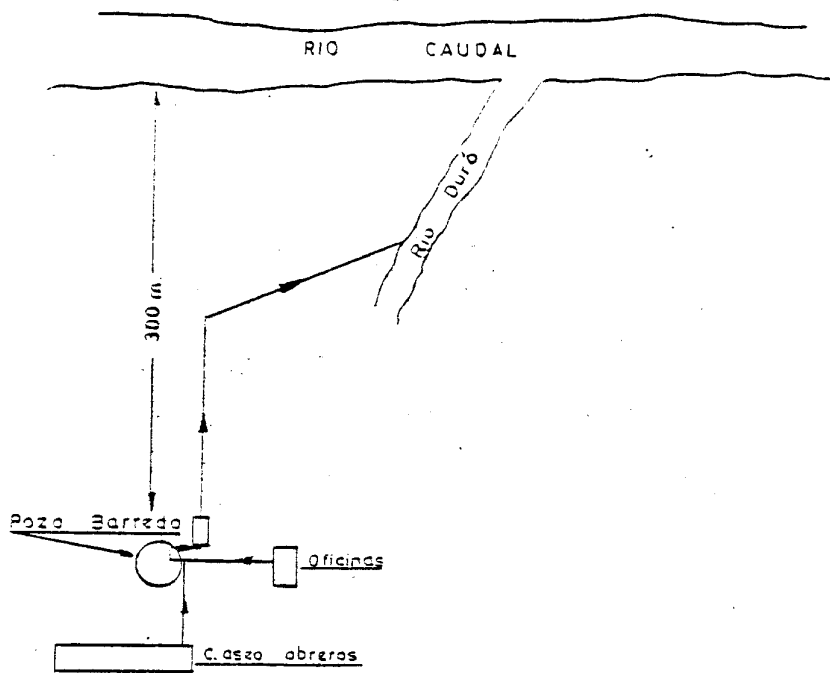 RIO CAUDAL
Rio Duró
300 m
Pozo Barredo
Oficinas
C. aseo obreros